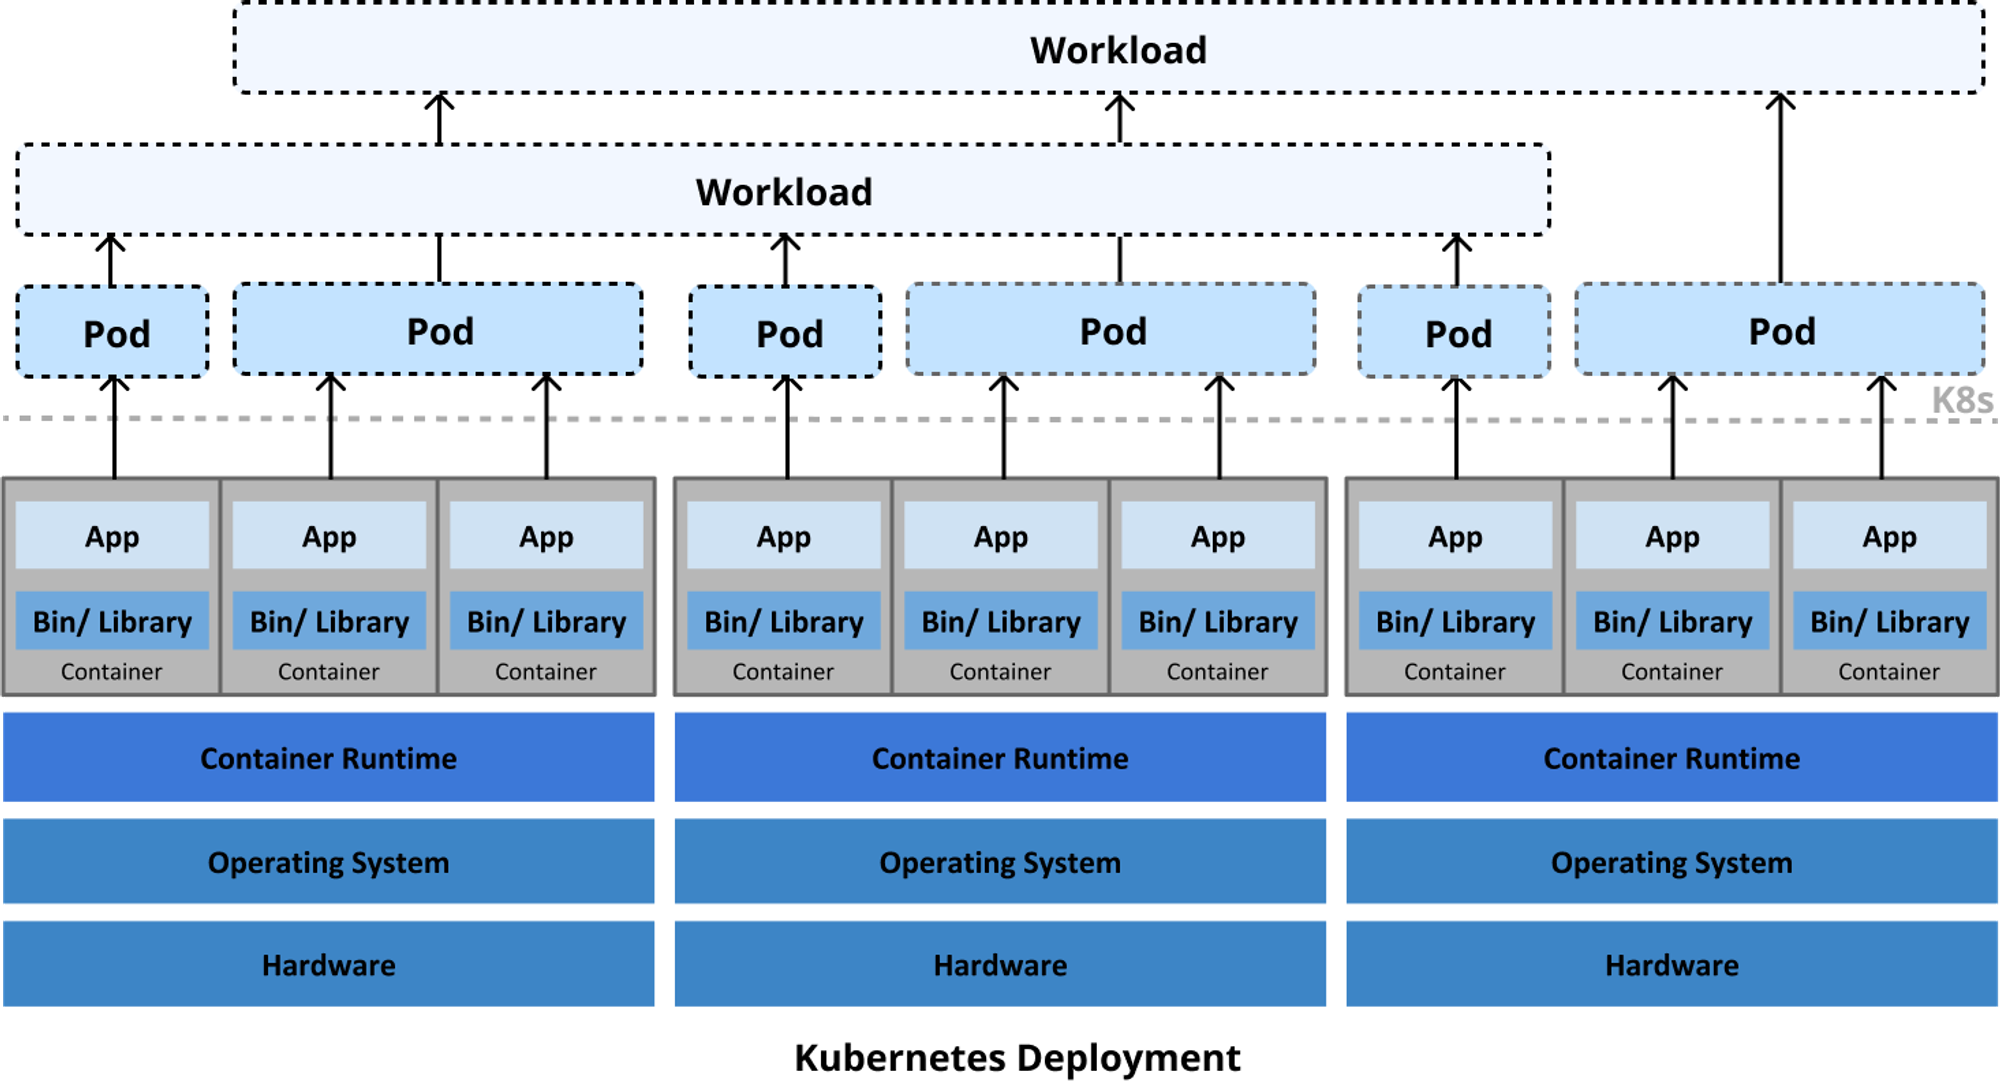 Workload
Workload
Pod Pod Pod Pod Pod Pod
K8s
App App App App App App App App App
Bin/ Library Bin/ Library Bin/ Library Bin/ Library Bin/ Library Bin/ Library Bin/ Library Bin/ Library Bin/ Library
Container Container Container Container Container Container Container Container Container
Container Runtime Container Runtime Container Runtime
Operating System Operating System Operating System
Hardware Hardware Hardware
Kubernetes Deployment